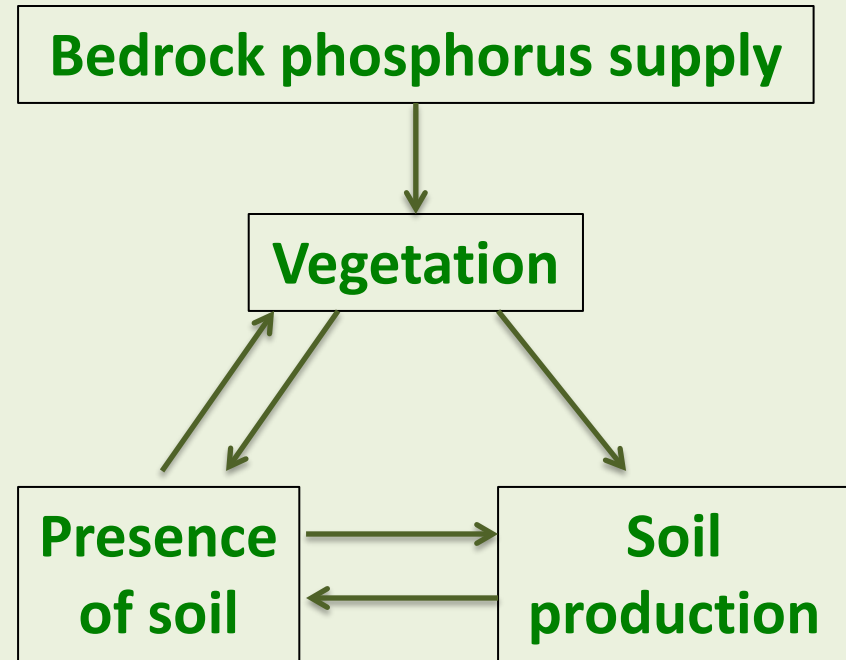 Bedrock phosphorus supply
Vegetation
Presence
of soil
Soil
production